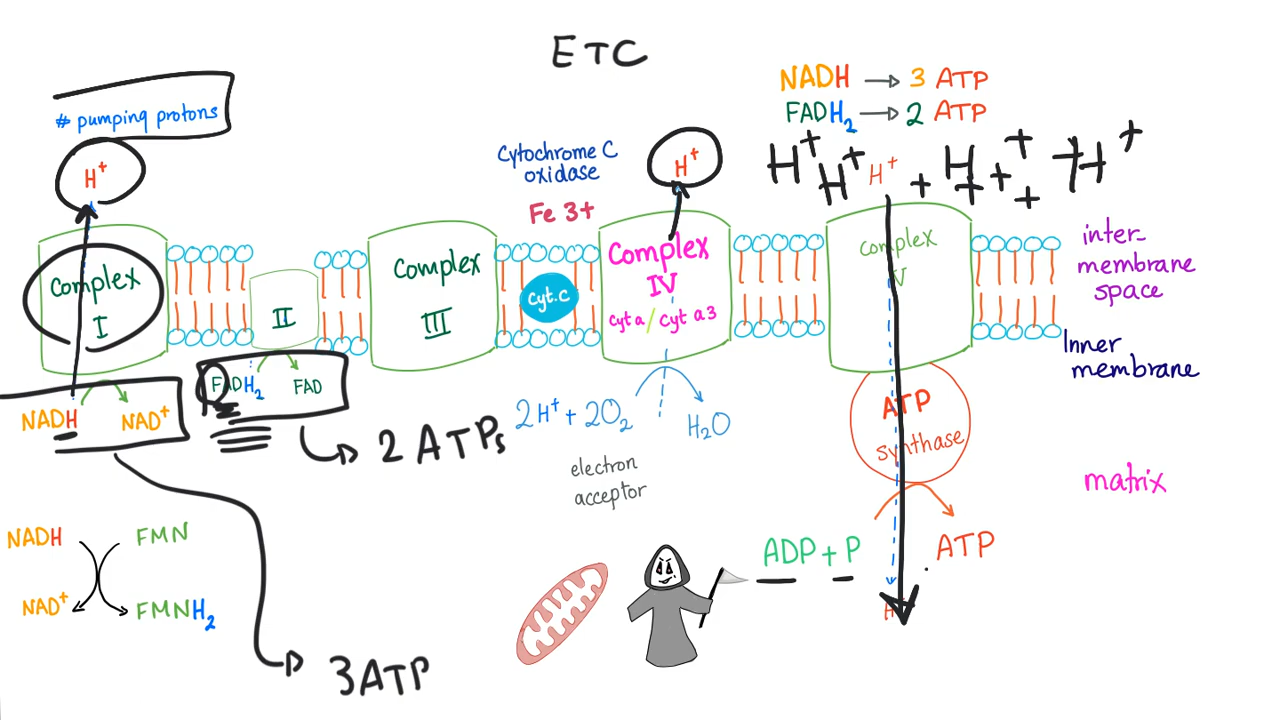 ETC
NADH → 3 ATP
FADH2 → 2 ATP
# pumping protons
H+
Cytochrome C
oxidase
Fe 3+
H+
H+ H+ H+ + H+ + + + +H+
Complex
I
II
Complex
III
Cyt.c
Complex
IV
Cyt a / Cyt a3
Complex
V
inter-
membrane
space
Inner
membrane
NADH
NAD+
FADH2
FAD
2 ATPs
2H+ + 2O2
H2O
electron
acceptor
ATP
synthase
matrix
NADH
FMN
NAD+
FMNH2
ADP + P
ATP
H+
3ATP